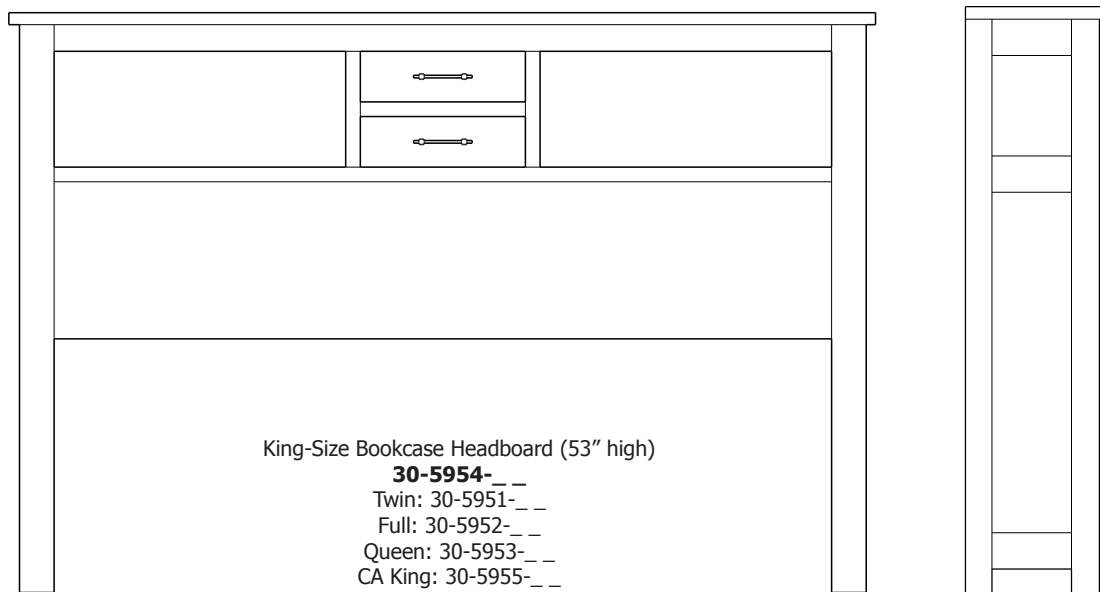 King-Size Bookcase Headboard (53” high)
30-5954-_ _
Twin: 30-5951-_ _
Full: 30-5952-_ _
Queen: 30-5953-_ _
CA King: 30-5955-_ _